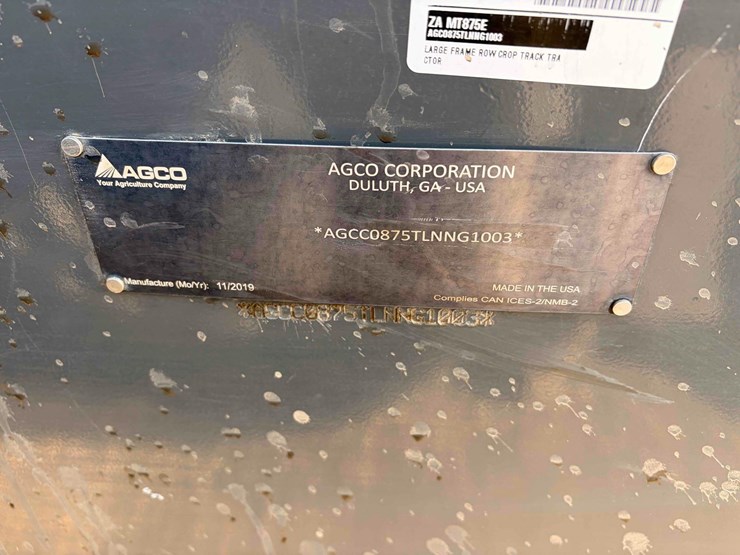 ZA MT875E
AGCC0875TLNNG1003
LARGE FRAME ROW CROP TRACK TRA
CTOR
AGCO
Your Agriculture Company
AGCO CORPORATION
DULUTH, GA - USA
*AGCC0875TLNNG1003*
Manufacture (Mo/Yr): 11/2019
MADE IN THE USA
Complies CAN ICES-2/NMB-2
*AGCC0875TLNNG1003*